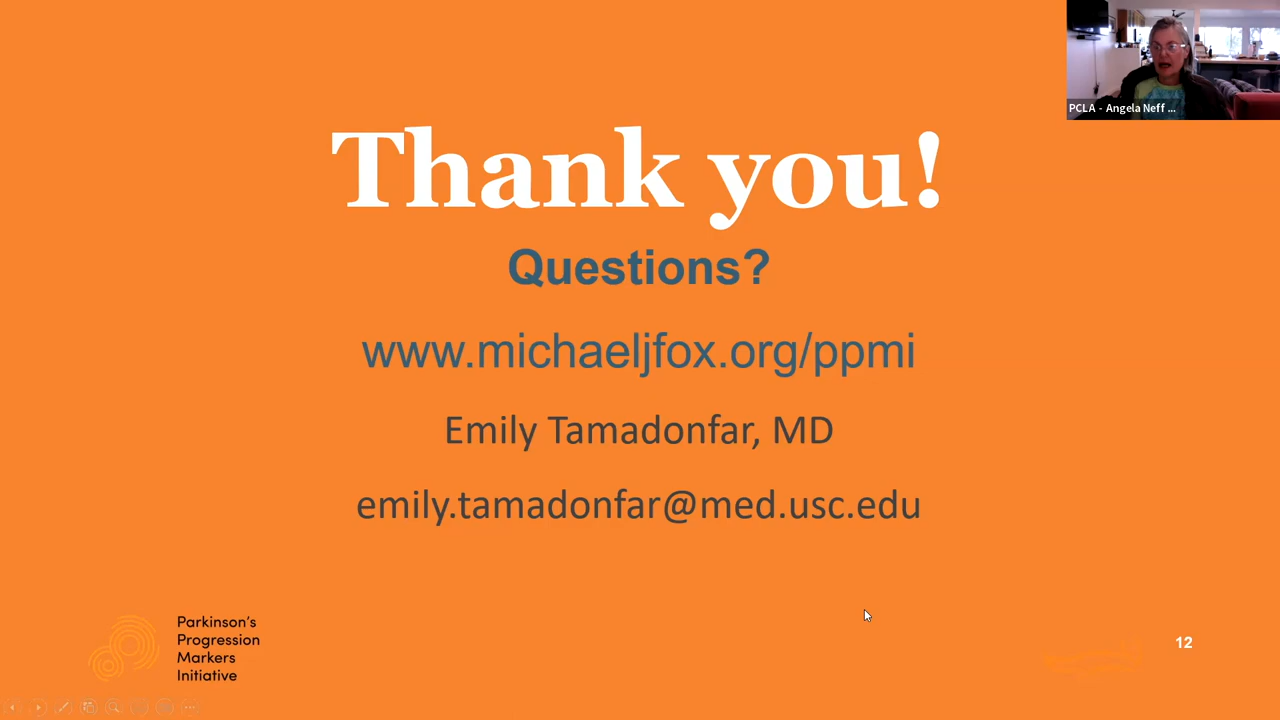 PCLA - Angela Neff ...
Thank you!
Questions?
www.michaeljfox.org/ppmi
Emily Tamadonfar, MD
emily.tamadonfar@med.usc.edu
Parkinson's
Progression
Markers
Initiative
12